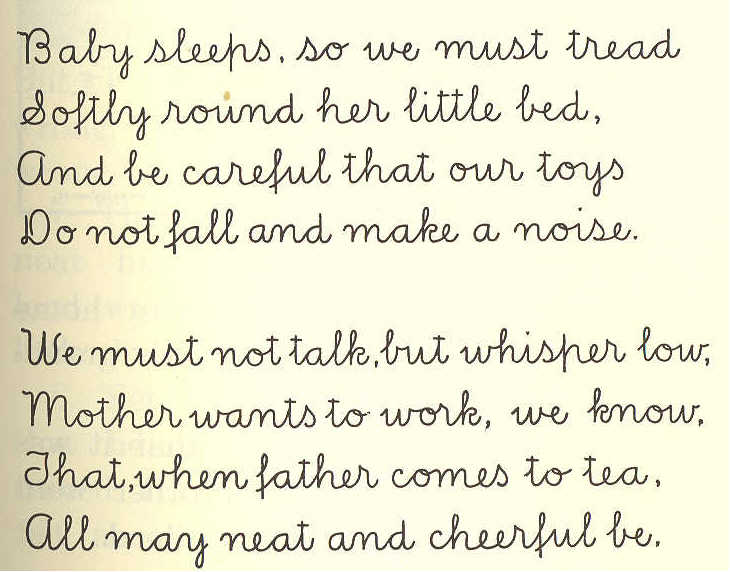 Baby sleeps, so we must tread
Softly round her little bed,
And be careful that our toys
Do not fall and make a noise.
We must not talk, but whisper low,
Mother wants to work, we know,
That, when father comes to tea,
All may neat and cheerful be.